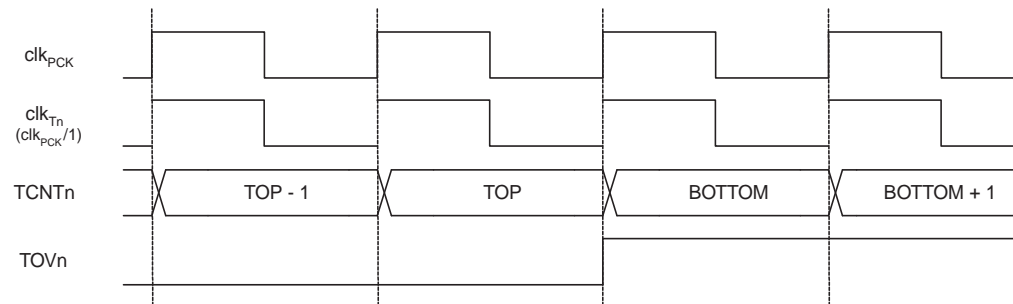 clkPCK
clkTn
(clkPCK/1)
TCNTn TOP - 1 TOP BOTTOM BOTTOM + 1
TOVn